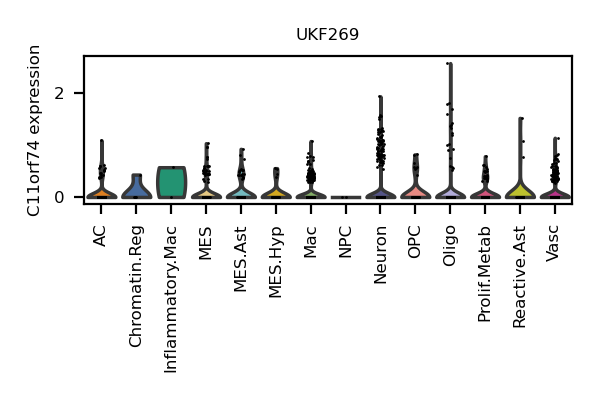 UKF269
C11orf74 expression
2
0
AC
Chromatin.Reg
Inflammatory.Mac
MES
MES.Ast
MES.Hyp
Mac
NPC
Neuron
OPC
Oligo
Prolif.Metab
Reactive.Ast
Vasc